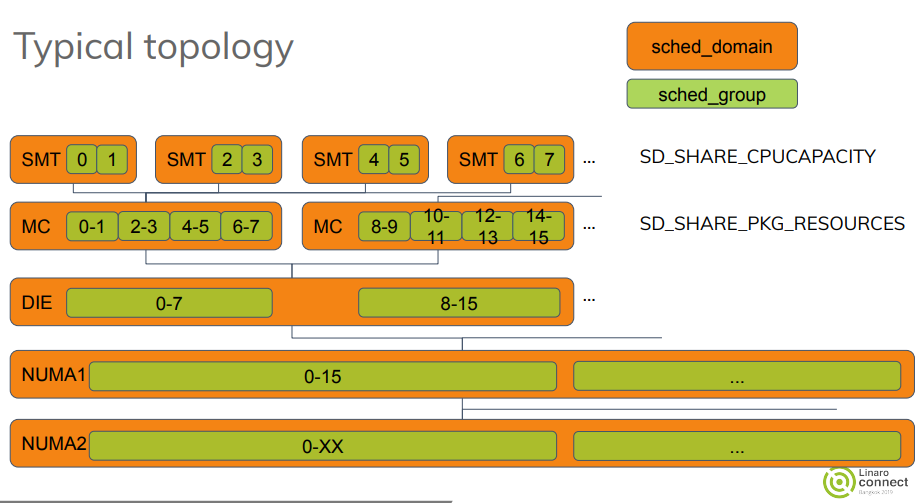 Typical topology
sched_domain
sched_group
SMT 0 1 SMT 2 3 SMT 4 5 SMT 6 7 ... SD_SHARE_CPUCAPACITY
MC 0-1 2-3 4-5 6-7 MC 8-9 10-11 12-13 14-15 ... SD_SHARE_PKG_RESOURCES
DIE 0-7 8-15 ...
NUMA1 0-15 ...
NUMA2 0-XX ...
Linaro
connect
Bangkok 2019